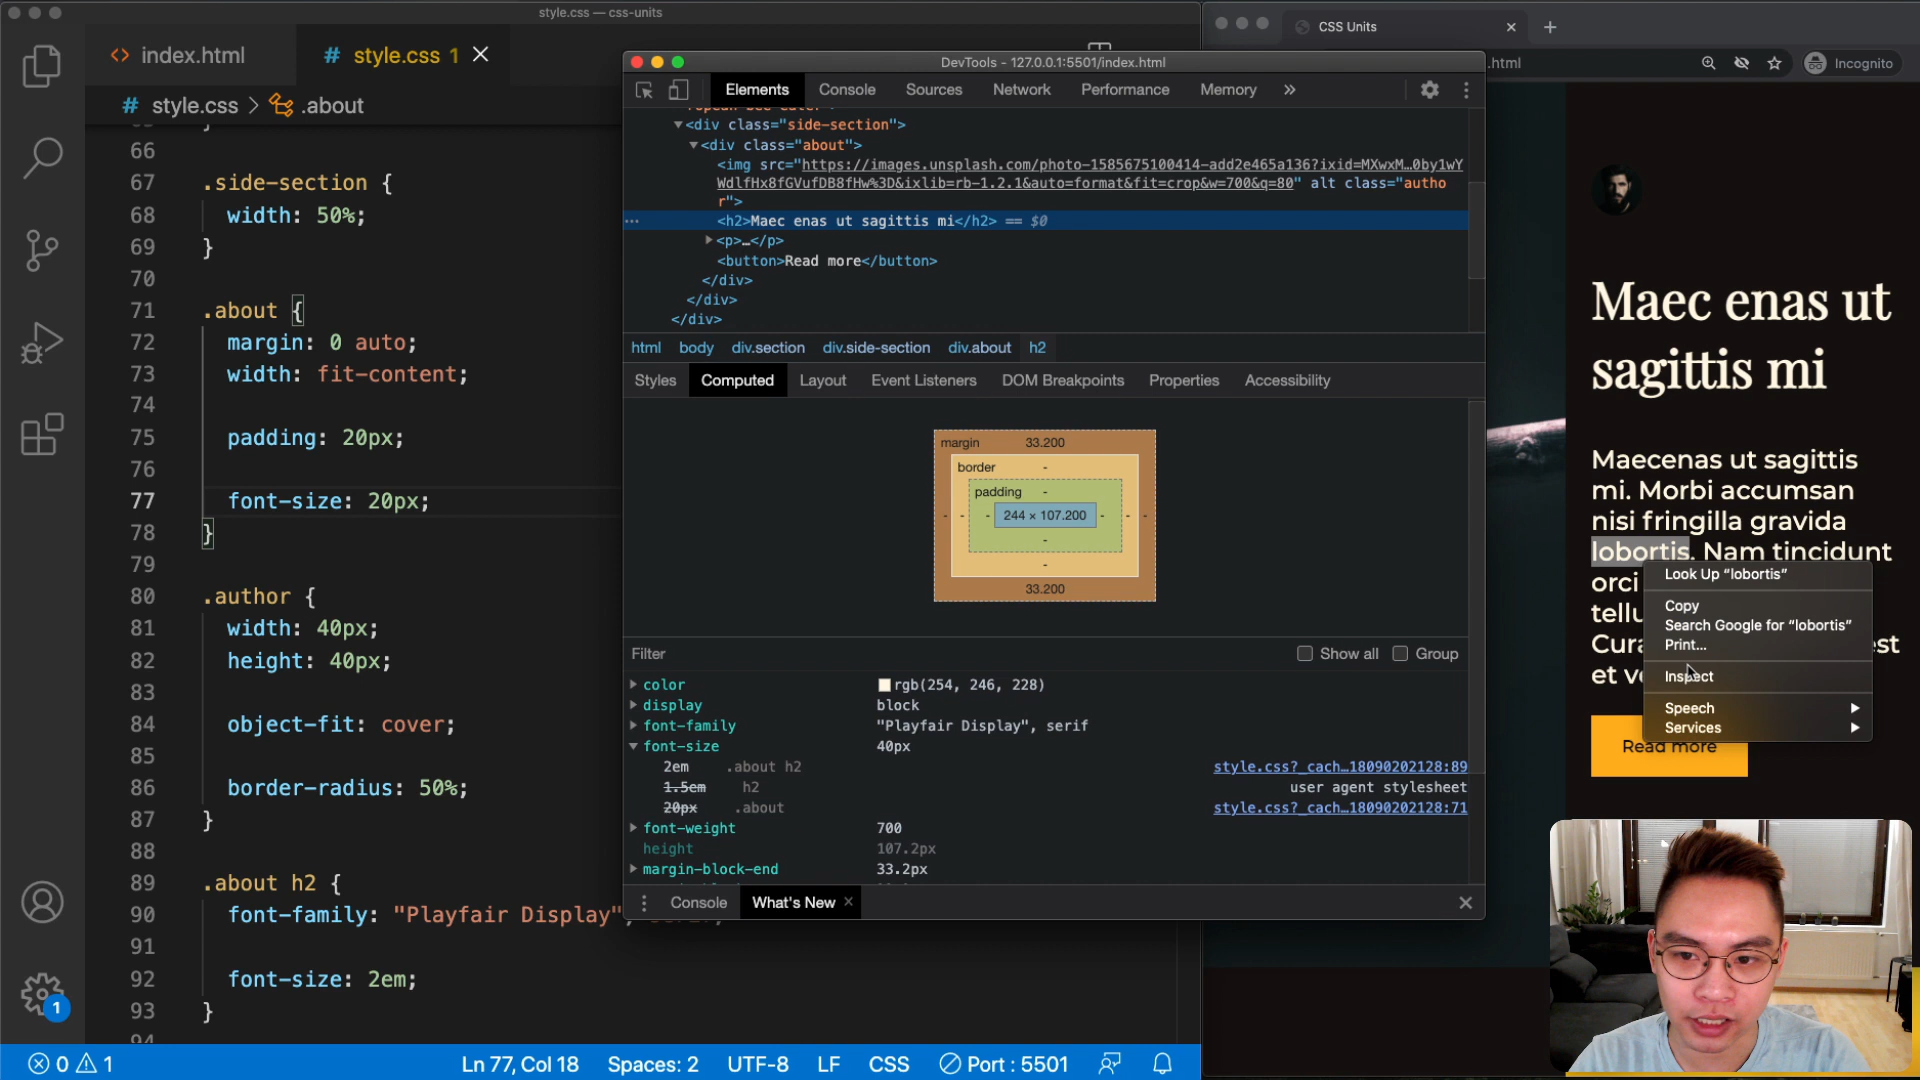 style.css — css-units
index.html
# style.css 1
# style.css > .about
66
67 .side-section {
68 width: 50%;
69 }
70
71 .about {
72 margin: 0 auto;
73 width: fit-content;
74
75 padding: 20px;
76
77 font-size: 20px;
78 }
79
80 .author {
81 width: 40px;
82 height: 40px;
83
84 object-fit: cover;
85
86 border-radius: 50%;
87 }
88
89 .about h2 {
90 font-family: "Playfair Display"
91
92 font-size: 2em;
93 }
1
0 1 Ln 77, Col 18 Spaces: 2 UTF-8 LF CSS Port : 5501
DevTools - 127.0.0.1:5501/index.html
Elements Console Sources Network Performance Memory »
<div class="side-section">
<div class="about">
<img src="https://images.unsplash.com/photo-1585675100414-add2e465a136?ixid=MXwxM…0by1wY
WdlfHx8fGVufDB8fHw%3D&ixlib=rb-1.2.1&auto=format&fit=crop&w=700&q=80" alt class="autho
r">
… <h2>Maec enas ut sagittis mi</h2> == $0
<p>…</p>
<button>Read more</button>
</div>
</div>
</div>
html body div.section div.side-section div.about h2
Styles Computed Layout Event Listeners DOM Breakpoints Properties Accessibility
margin 33.200
border -
padding -
- - - 244 × 107.200 - - -
-
-
33.200
Filter Show all Group
color rgb(254, 246, 228)
display block
font-family "Playfair Display", serif
font-size 40px
2em .about h2 style.css?_cach…18090202128:89
1.5em h2 user agent stylesheet
20px .about style.css?_cach…18090202128:71
font-weight 700
height 107.2px
margin-block-end 33.2px
Console What's New ×
CSS Units
.html Incognito
Maec enas ut
sagittis mi
Maecenas ut sagittis
mi. Morbi accumsan
nisi fringilla gravida
lobortis. Nam tincidunt
orci
tellu
Cura st
et ve
Look Up “lobortis”
Copy
Search Google for “lobortis”
Print...
Inspect
Speech
Services
Read more